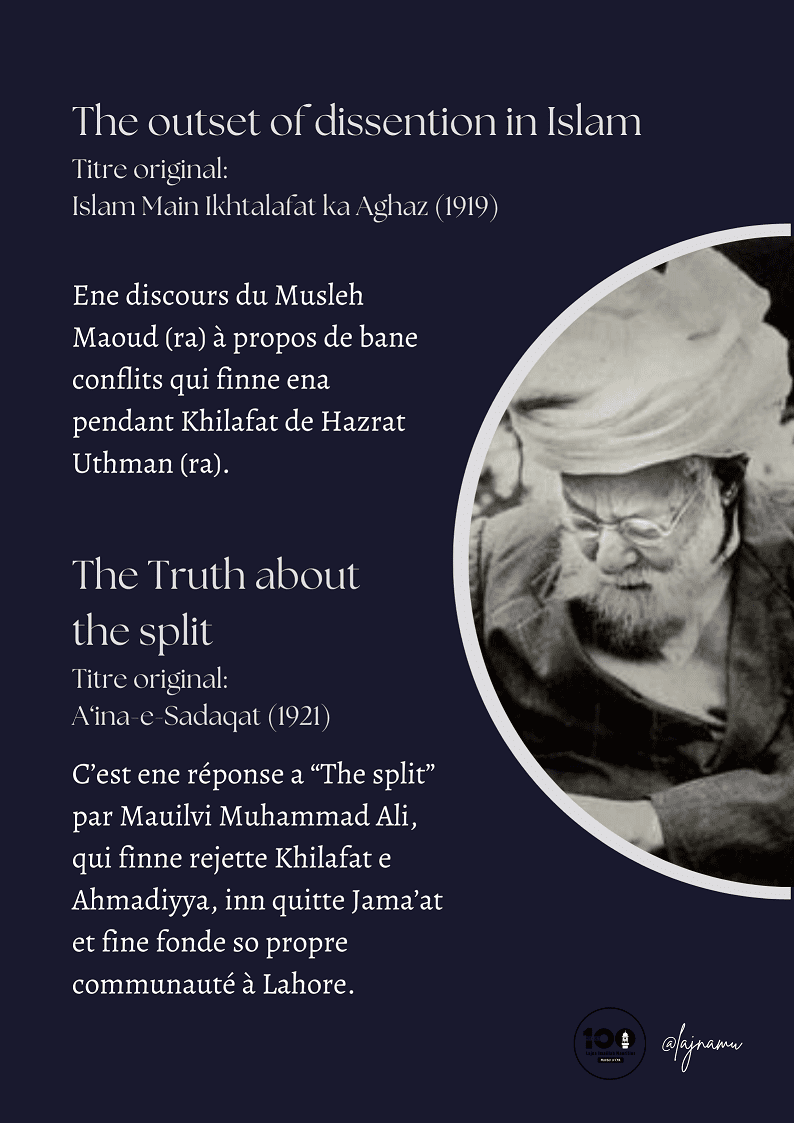 The outset of dissention in Islam
Titre original:
Islam Main Ikhtalafat ka Aghaz (1919)
Ene discours du Musleh
Maoud (ra) à propos de bane
conflits qui finne ena
pendant Khilafat de Hazrat
Uthman (ra).
The Truth about
the split
Titre original:
A‘ina-e-Sadaqat (1921)
C’est ene réponse a “The split”
par Mauilvi Muhammad Ali,
qui finne rejette Khilafat e
Ahmadiyya, inn quitte Jama’at
et fine fonde so propre
communauté à Lahore.
100
@lajnamu